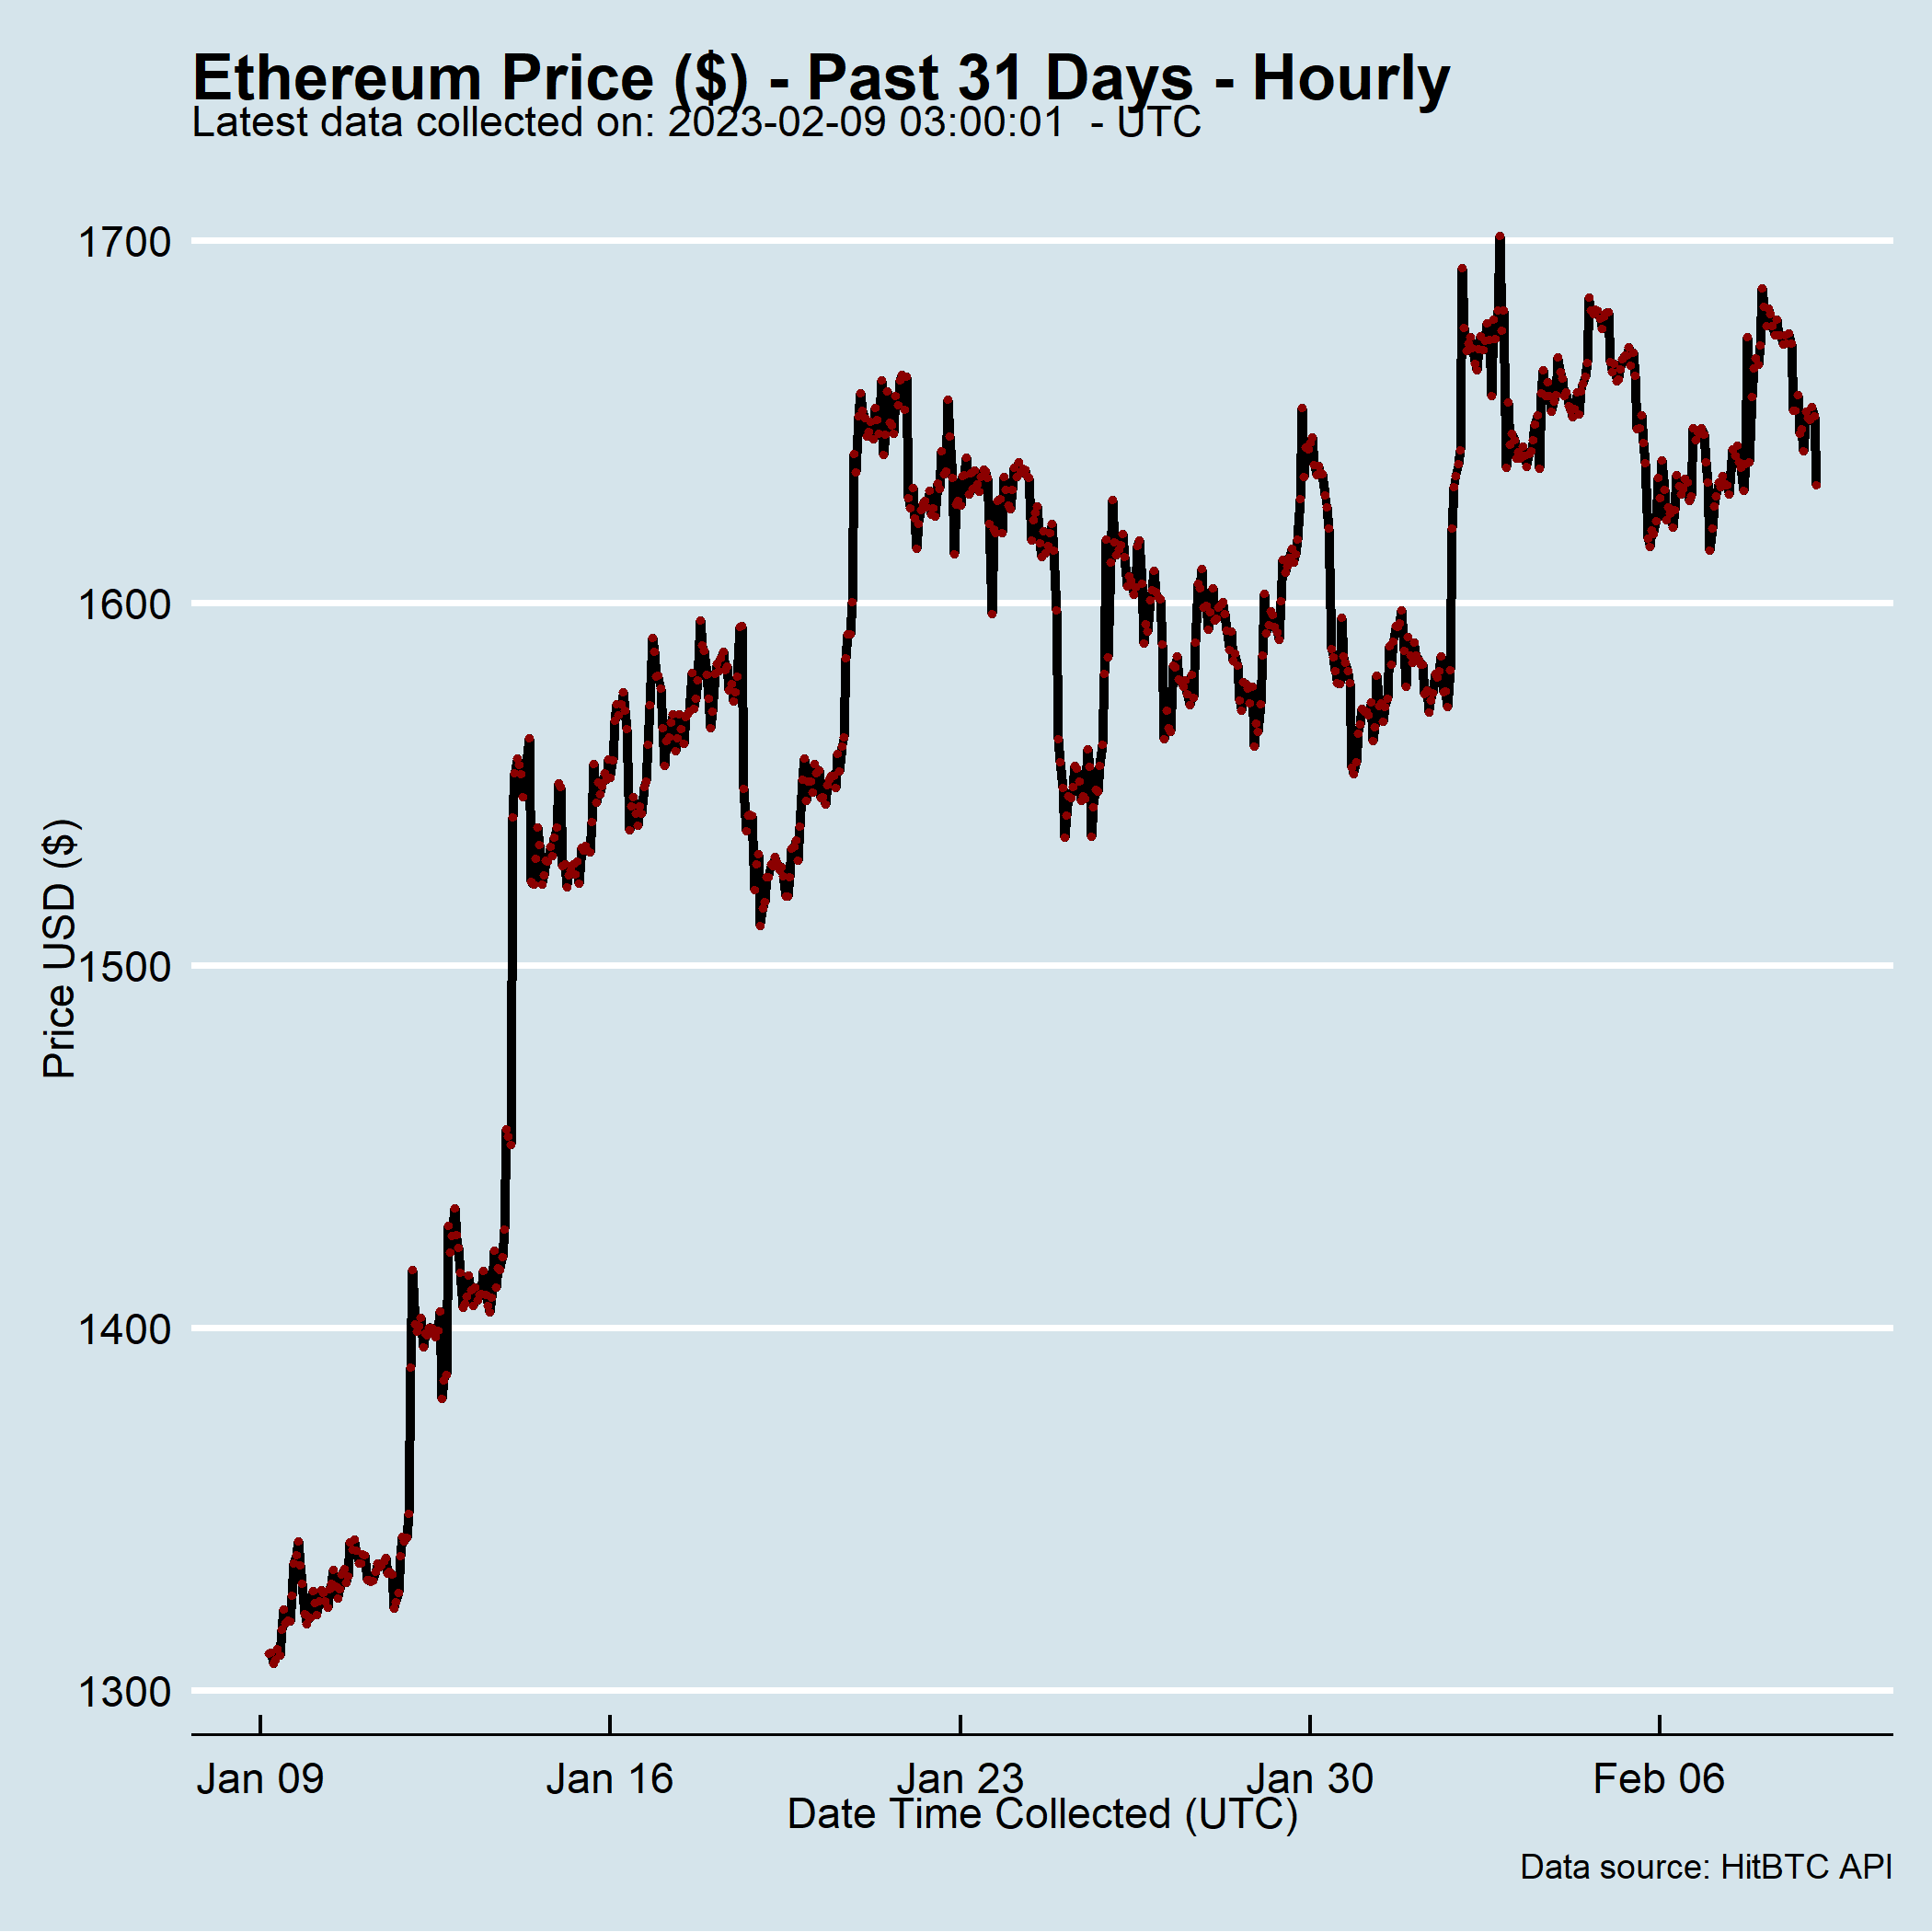 Ethereum Price ($) - Past 31 Days - Hourly
Latest data collected on: 2023-02-09 03:00:01  - UTC
1700
1600
1500
1400
1300
Price USD ($)
Jan 09
Jan 16
Jan 23
Jan 30
Feb 06
Date Time Collected (UTC)
Data source: HitBTC API